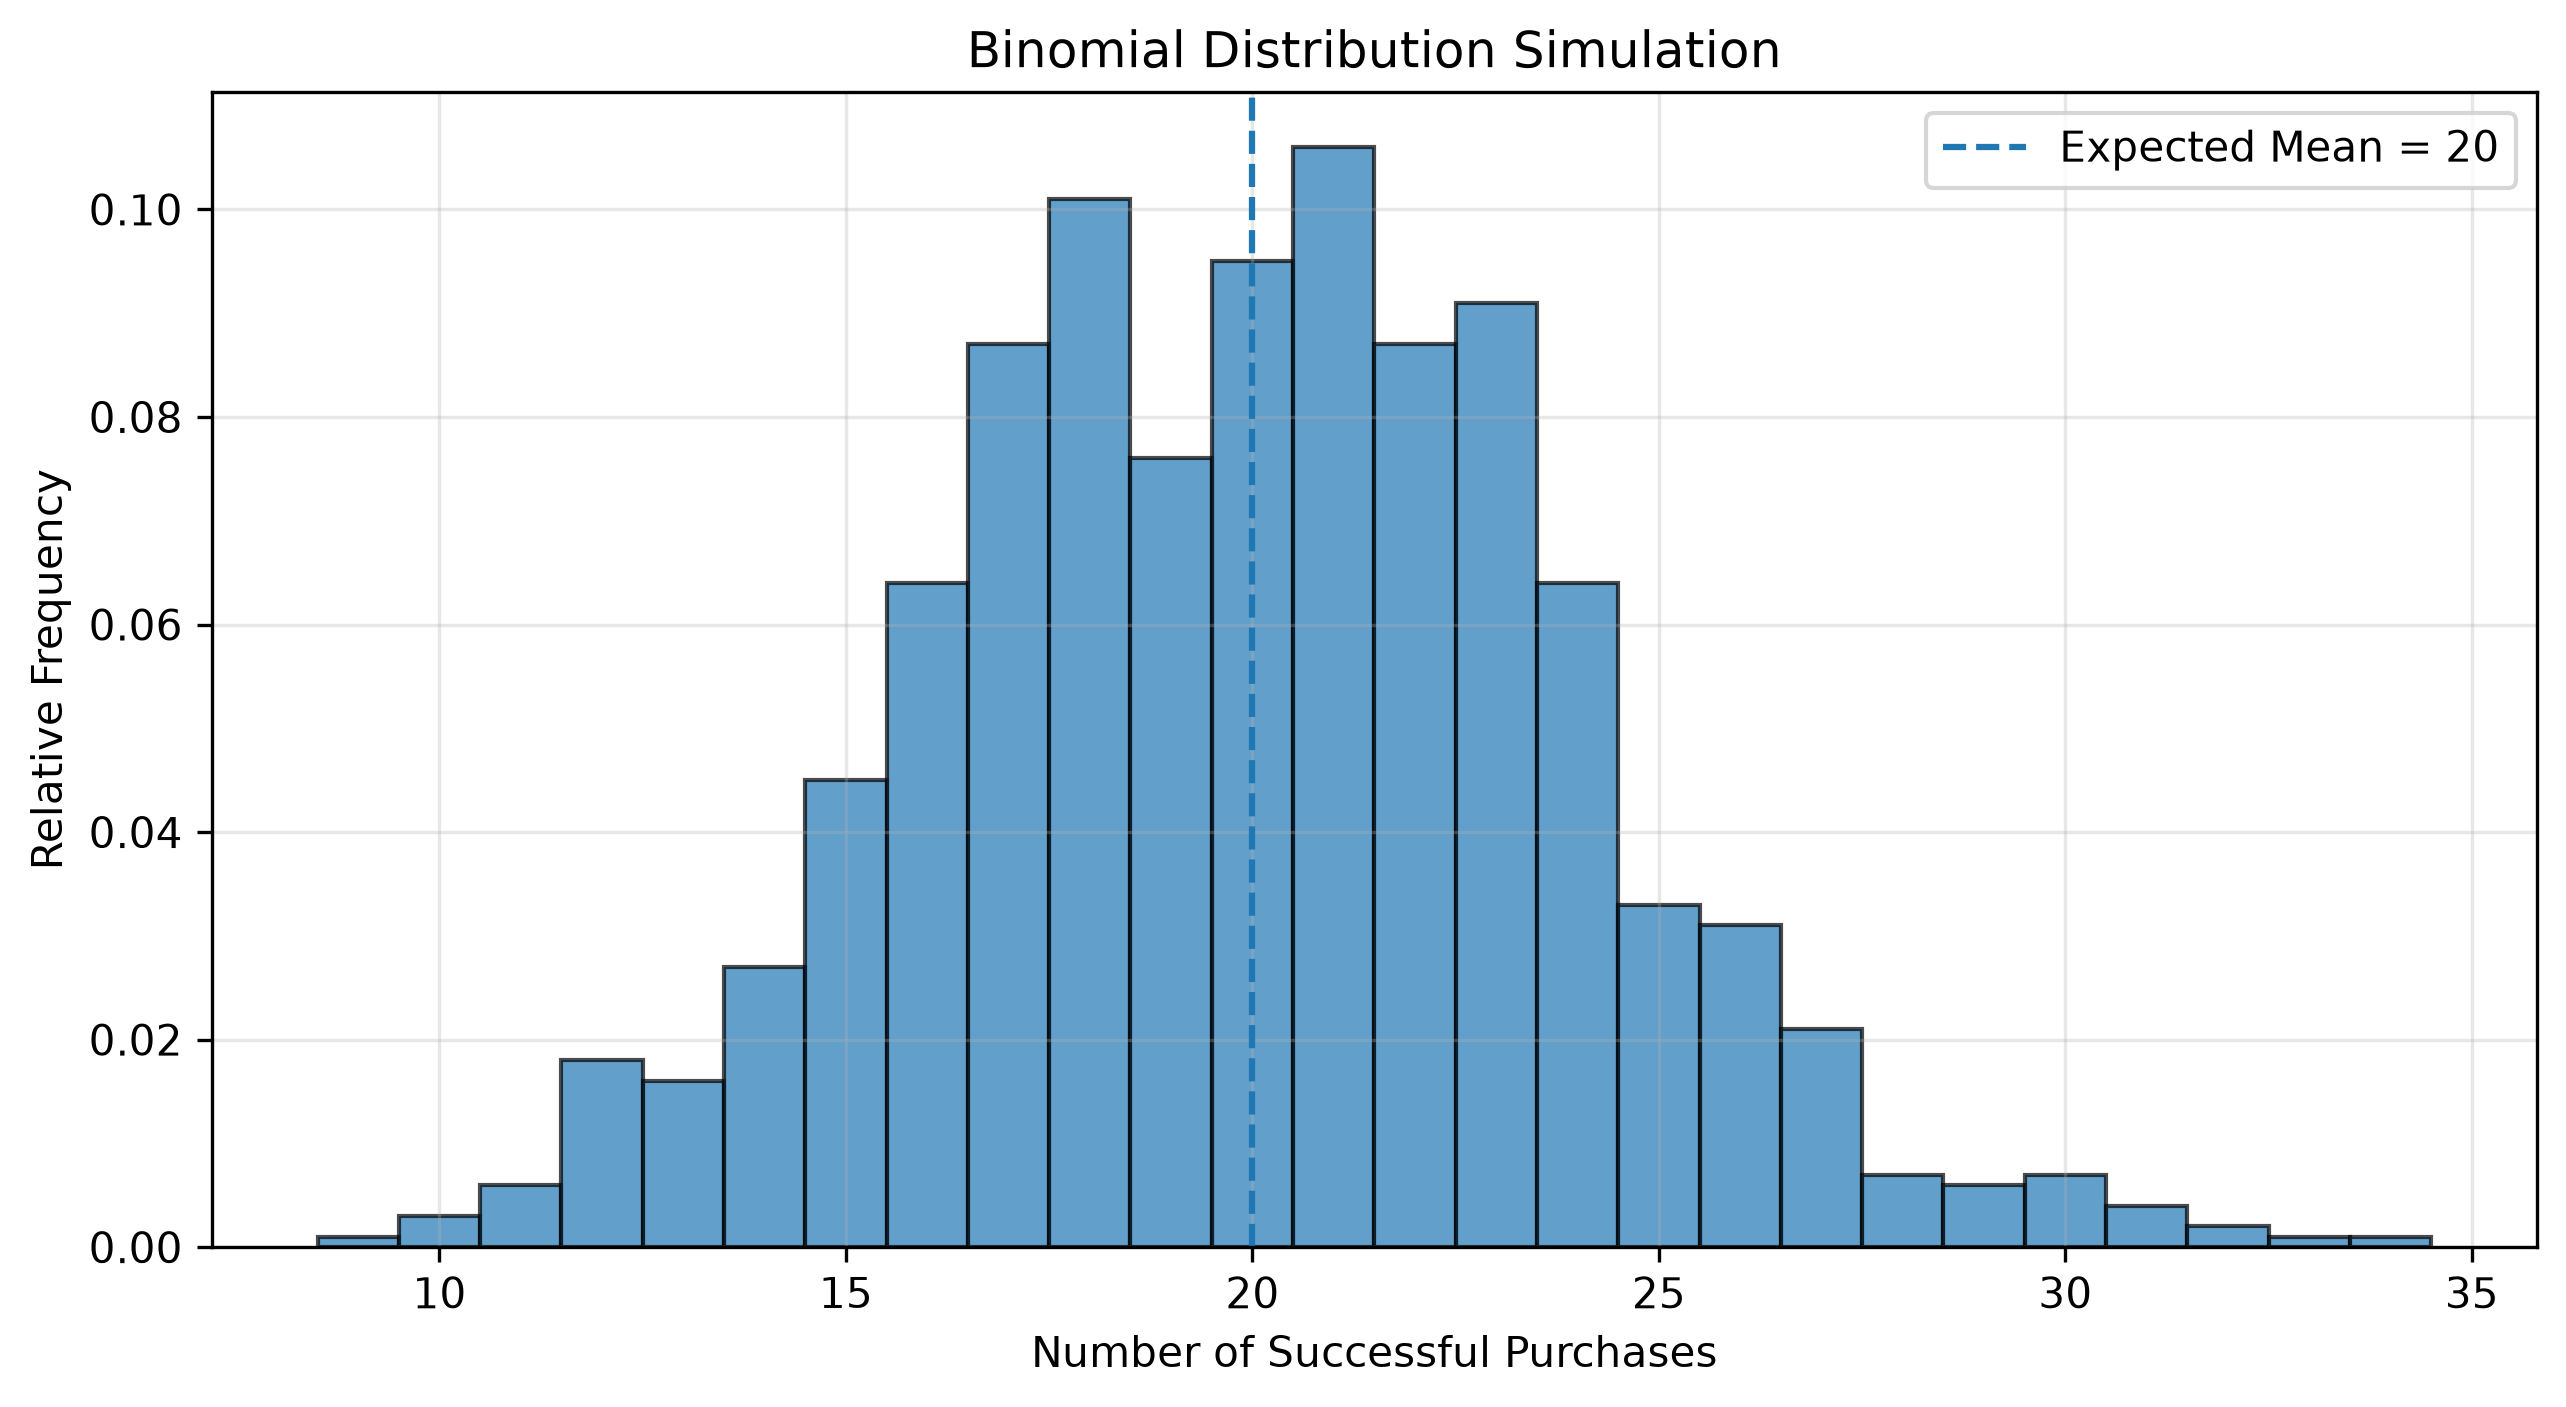 Binomial Distribution Simulation
Expected Mean = 20
Relative Frequency
0.10
0.08
0.06
0.04
0.02
0.00
10 15 20 25 30 35
Number of Successful Purchases